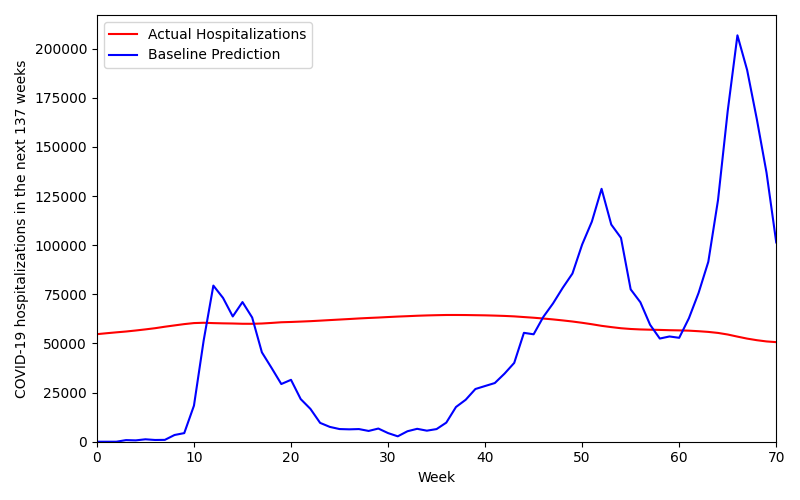 Actual Hospitalizations
Baseline Prediction
COVID-19 hospitalizations in the next 137 weeks
200000
175000
150000
125000
100000
75000
50000
25000
0
0 10 20 30 40 50 60 70
Week